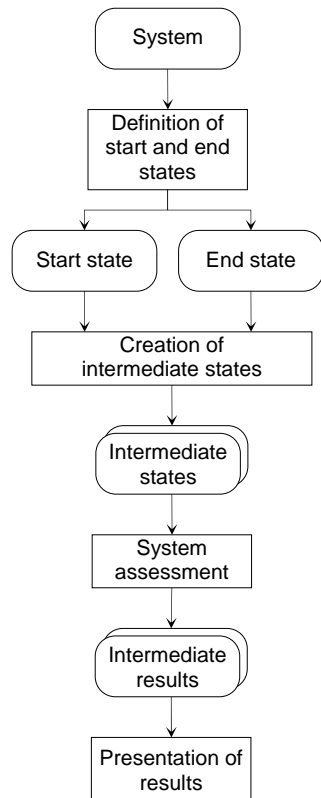 System
Definition of
start and end
states
Start state
End state
Creation of
intermediate states
Intermediate
states
System
assessment
Intermediate
results
Presentation of
results